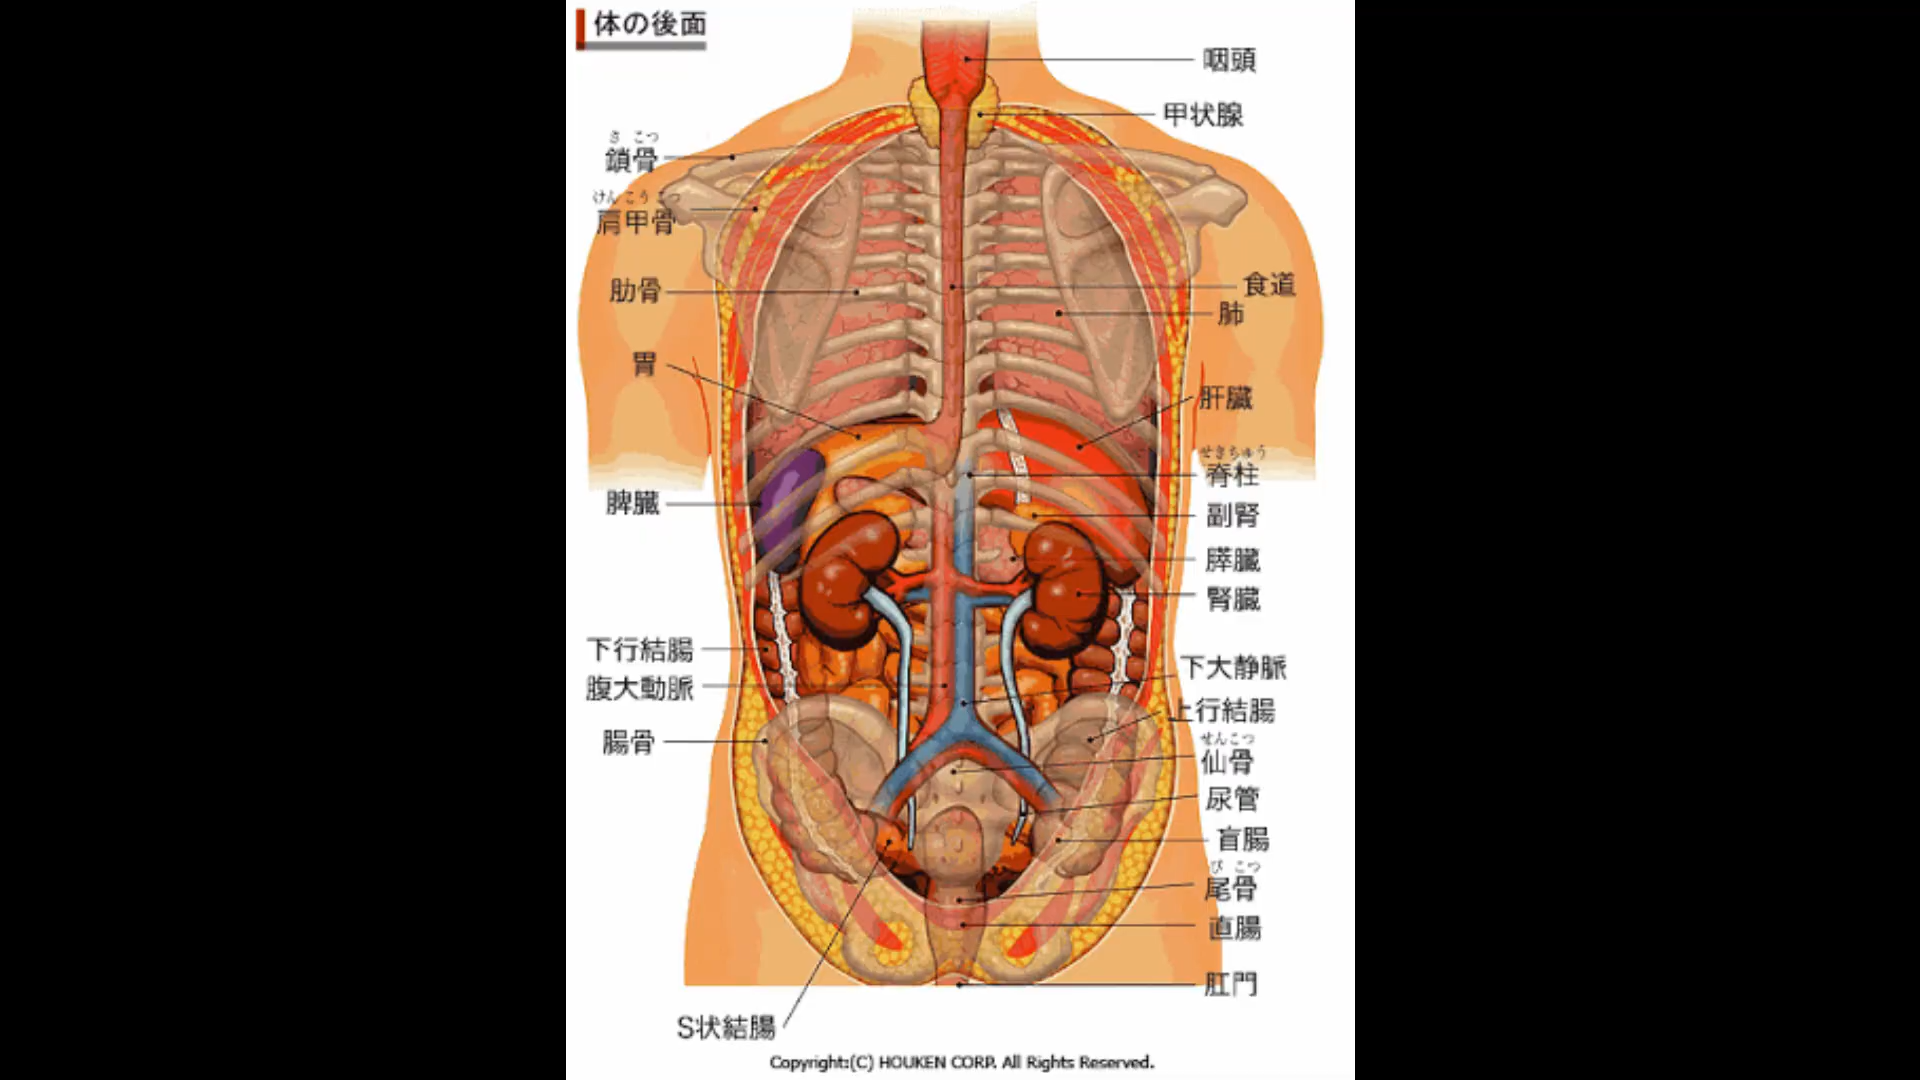 体の後面
咽頭
甲状腺
さ こつ
鎖骨
けんこうこつ
肩甲骨
肋骨
食道
肺
胃
肝臓
せきちゅう
脊柱
脾臓
副腎
膵臓
腎臓
下行結腸
下大静脈
腹大動脈
上行結腸
腸骨
せんこつ
仙骨
尿管
盲腸
び こつ
尾骨
直腸
肛門
S状結腸
Copyright:(C) HOUKEN CORP. All Rights Reserved.